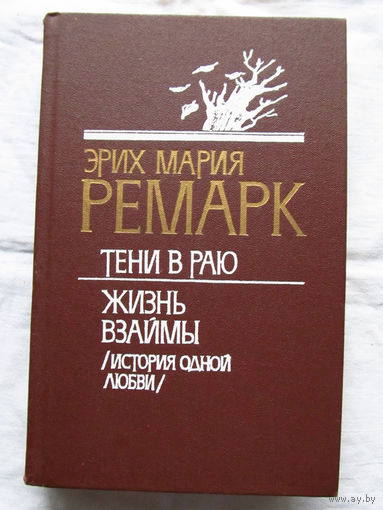 ЭРИХ МАРИЯ
РЕМАРК
ТЕНИ В РАЮ
ЖИЗНЬ
ВЗАЙМЫ
/ИСТОРИЯ ОДНОЙ
ЛЮБВИ/
www.ay.by